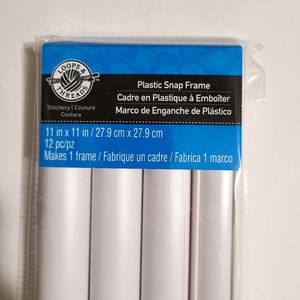 LOOPS &
THREADS
Stitchery | Couture
Costura
Plastic Snap Frame
Cadre en Plastique à Emboîter
Marco de Enganche de Plástico
11 in x 11 in / 27.9 cm x 27.9 cm
12 pc/pz
Makes 1 frame / Fabrique un cadre / Fabrica 1 marco